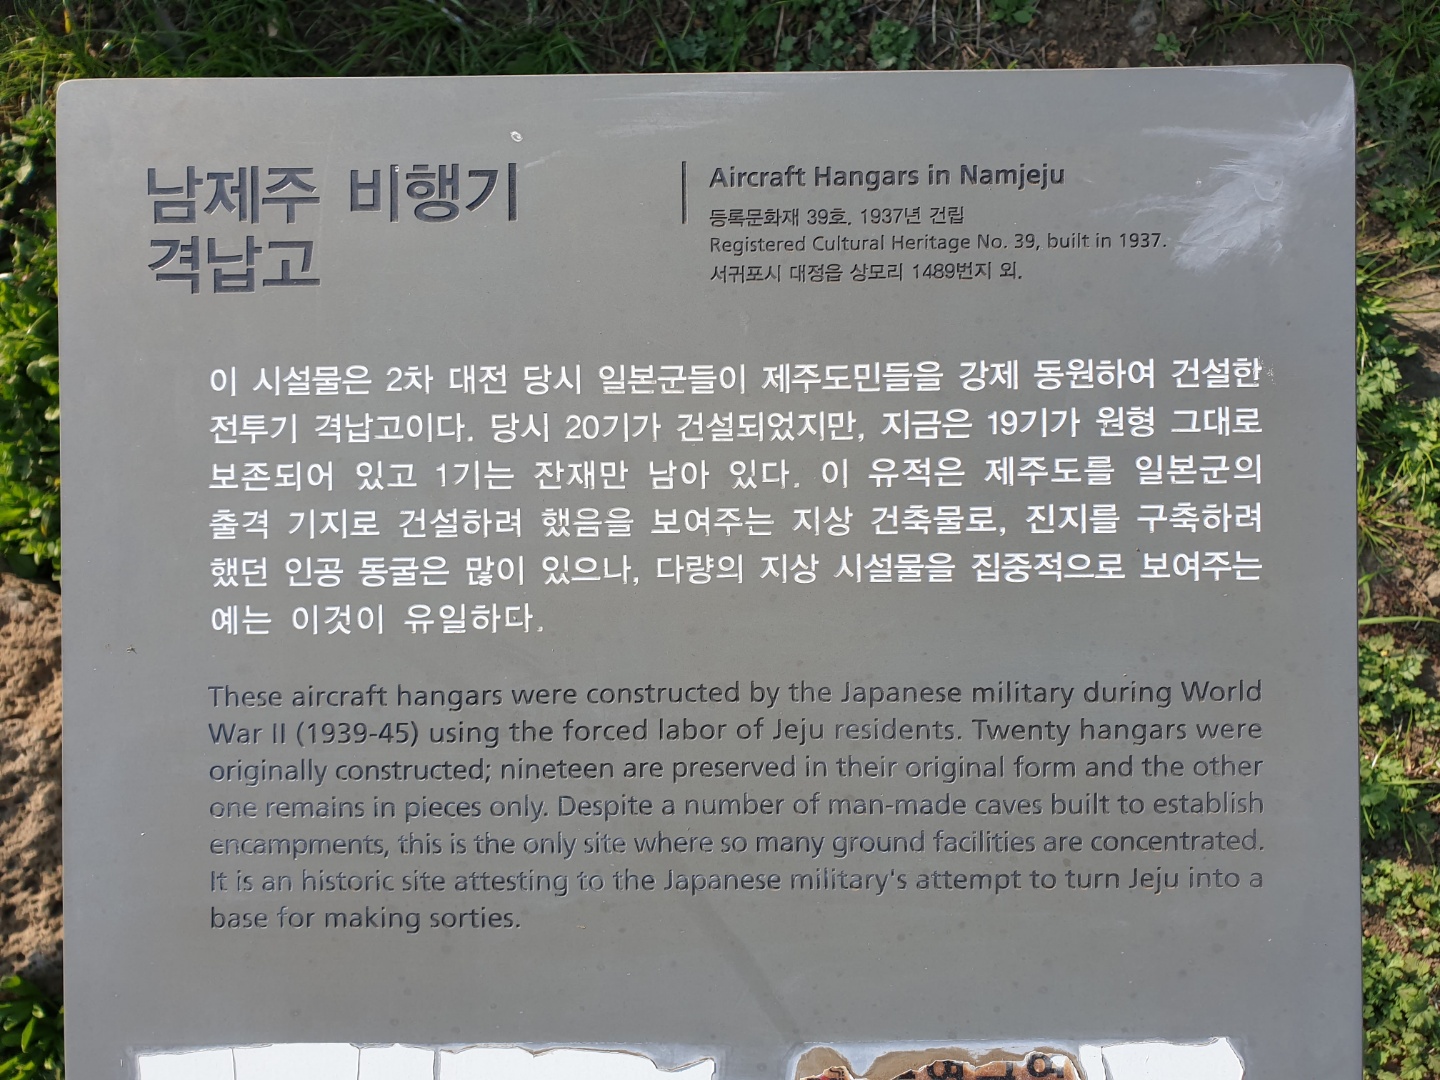 남제주 비행기
격납고
Aircraft Hangars in Namjeju
등록문화재 39호. 1937년 건립
Registered Cultural Heritage No. 39, built in 1937.
서귀포시 대정읍 상모리 1489번지 외.
이 시설물은 2차 대전 당시 일본군들이 제주도민들을 강제 동원하여 건설한
전투기 격납고이다. 당시 20기가 건설되었지만, 지금은 19기가 원형 그대로
보존되어 있고 1기는 잔재만 남아 있다. 이 유적은 제주도를 일본군의
출격 기지로 건설하려 했음을 보여주는 지상 건축물로, 진지를 구축하려
했던 인공 동굴은 많이 있으나, 다량의 지상 시설물을 집중적으로 보여주는
예는 이것이 유일하다.
These aircraft hangars were constructed by the Japanese military during World
War II (1939-45) using the forced labor of Jeju residents. Twenty hangars were
originally constructed; nineteen are preserved in their original form and the other
one remains in pieces only. Despite a number of man-made caves built to establish
encampments, this is the only site where so many ground facilities are concentrated.
It is an historic site attesting to the Japanese military's attempt to turn Jeju into a
base for making sorties.